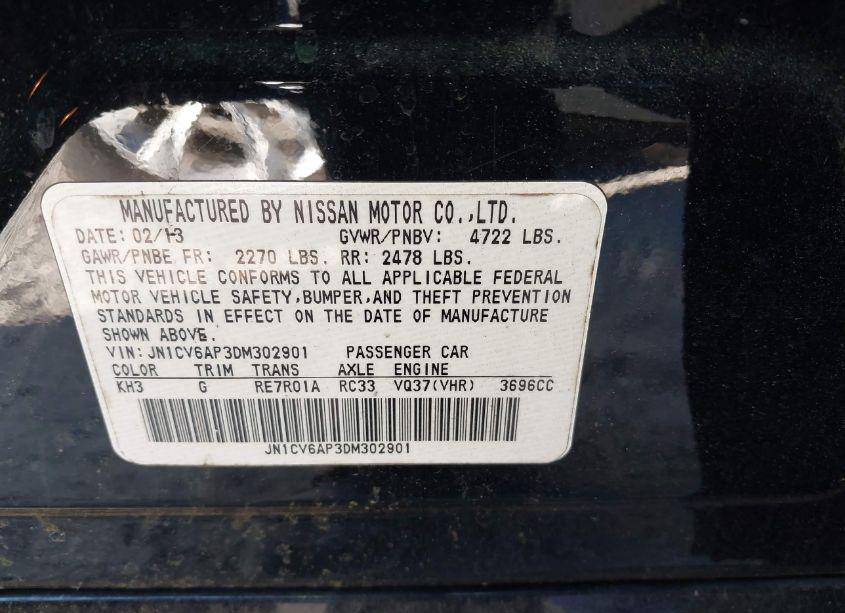 MANUFACTURED BY NISSAN MOTOR CO.,LTD.
DATE: 02/13 GVWR/PNBV: 4722 LBS.
GAWR/PNBE FR: 2270 LBS. RR: 2478 LBS.
THIS VEHICLE CONFORMS TO ALL APPLICABLE FEDERAL
MOTOR VEHICLE SAFETY,BUMPER,AND THEFT PREVENTION
STANDARDS IN EFFECT ON THE DATE OF MANUFACTURE
SHOWN ABOVE.
VIN: JN1CV6AP3DM302901 PASSENGER CAR
COLOR TRIM TRANS AXLE ENGINE
KH3 G RE7R01A RC33 VQ37(VHR) 3696CC
JN1CV6AP3DM302901